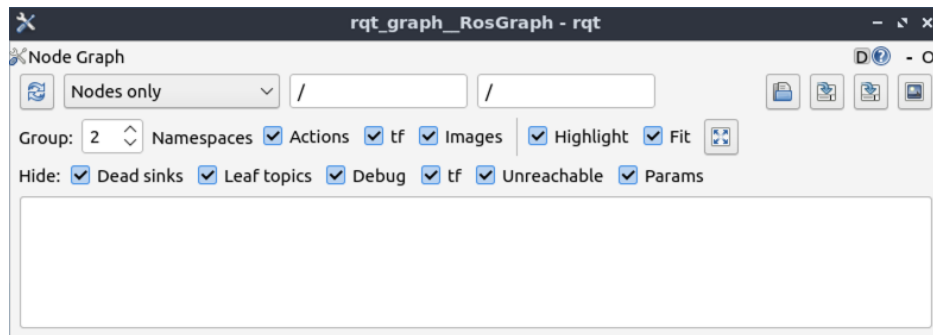 rqt_graph__RosGraph - rqt
Node Graph D ? - O
Nodes only / /
Group: 2 Namespaces Actions tf Images Highlight Fit
Hide: Dead sinks Leaf topics Debug tf Unreachable Params